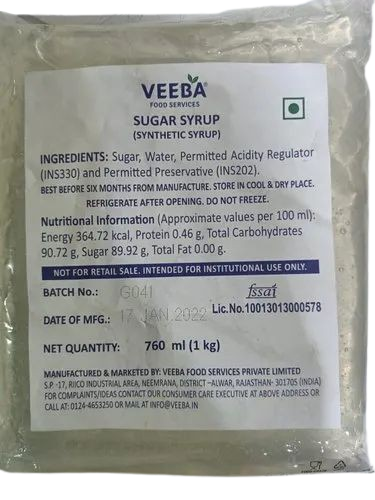 VEEBA
FOOD SERVICES
SUGAR SYRUP
(SYNTHETIC SYRUP)
INGREDIENTS: Sugar, Water, Permitted Acidity Regulator
(INS330) and Permitted Preservative (INS202).
BEST BEFORE SIX MONTHS FROM MANUFACTURE. STORE IN COOL & DRY PLACE.
REFRIGERATE AFTER OPENING. DO NOT FREEZE.
Nutritional Information (Approximate values per 100 ml):
Energy 364.72 kcal, Protein 0.46 g, Total Carbohydrates
90.72 g, Sugar 89.92 g, Total Fat 0.00 g.
NOT FOR RETAIL SALE. INTENDED FOR INSTITUTIONAL USE ONLY.
BATCH No.: G041
fssai
Lic.No.10013013000578
DATE OF MFG.: 17 JAN.2022
NET QUANTITY: 760 ml (1 kg)
MANUFACTURED & MARKETED BY: VEEBA FOOD SERVICES PRIVATE LIMITED
S.P.-17, RIICO INDUSTRIAL AREA, NEEMRANA, DISTRICT –ALWAR, RAJASTHAN- 301705 (INDIA)
FOR COMPLAINTS/IDEAS CONTACT OUR CONSUMER CARE EXECUTIVE AT ABOVE ADDRESS OR
CALL AT: 0124-4653250 OR MAIL AT INFO@VEEBA.IN